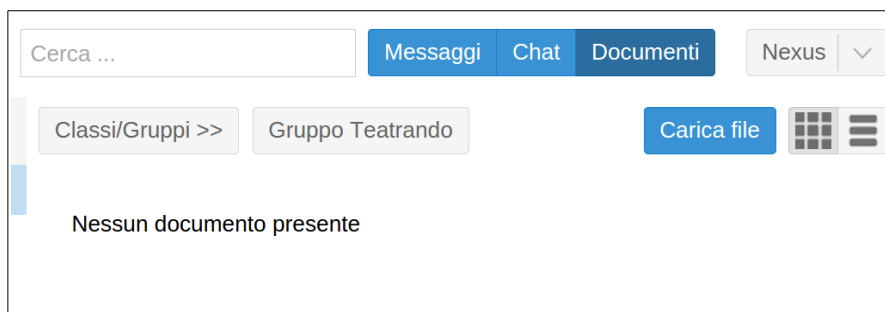 Cerca ... Messaggi Chat Documenti Nexus
Classi/Gruppi >> Gruppo Teatrando Carica file
Nessun documento presente